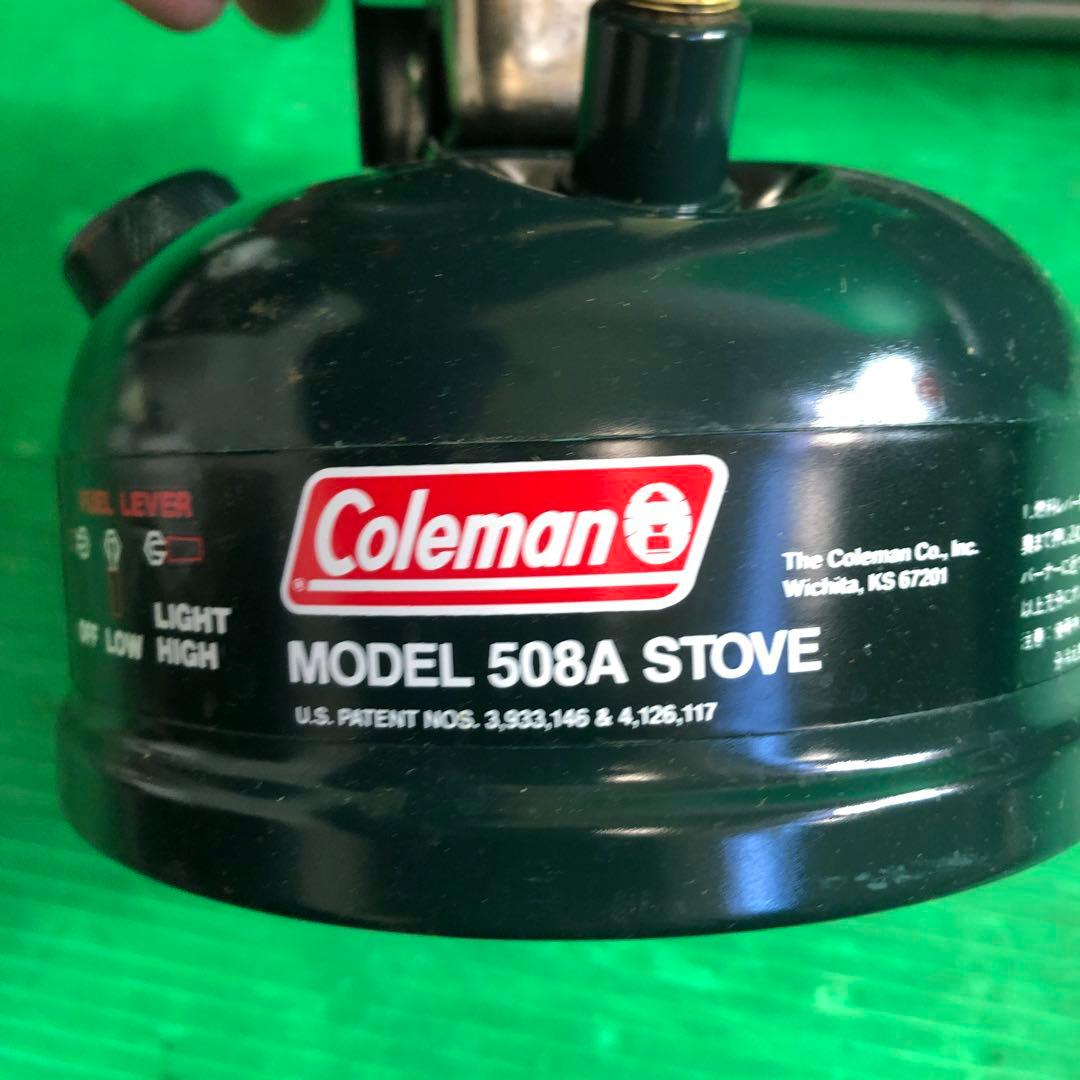 FUEL LEVER
OFF LOW LIGHT
HIGH
Coleman
®
MODEL 508A STOVE
U.S. PATENT NOS. 3,933,146 & 4,126,117
The Coleman Co., Inc.
Wichita, KS 67201